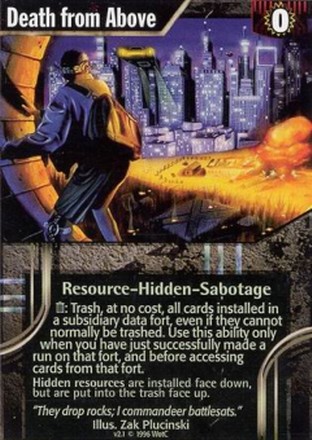 Death from Above
0
Resource-Hidden-Sabotage
: Trash, at no cost, all cards installed in
a subsidiary data fort, even if they cannot
normally be trashed. Use this ability only
when you have just successfully made a
run on that fort, and before accessing
cards from that fort.
Hidden resources are installed face down,
but are put into the trash face up.
"They drop rocks; I commandeer battlesats."
Illus. Zak Plucinski
v2.1 © 1996 WotC